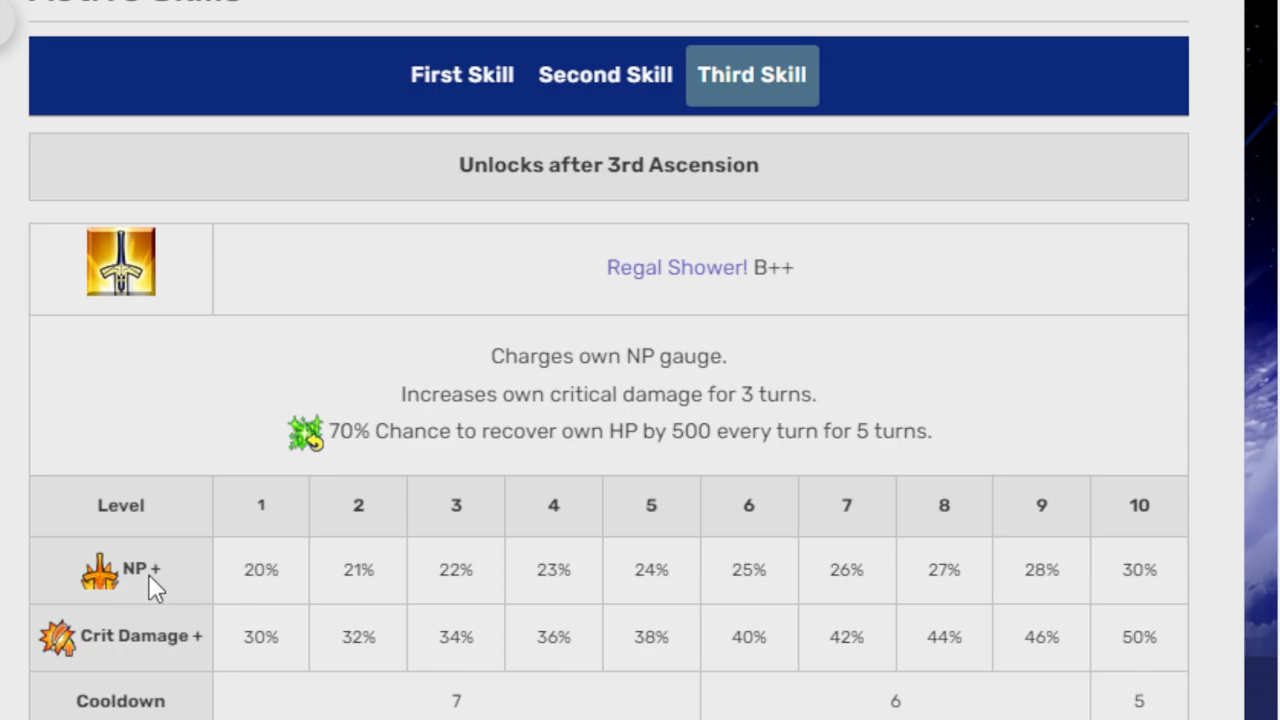 Active Skills
First Skill Second Skill Third Skill
Unlocks after 3rd Ascension
Regal Shower! B++
Charges own NP gauge.
Increases own critical damage for 3 turns.
70% Chance to recover own HP by 500 every turn for 5 turns.
Level 1 2 3 4 5 6 7 8 9 10
NP + 20% 21% 22% 23% 24% 25% 26% 27% 28% 30%
Crit Damage + 30% 32% 34% 36% 38% 40% 42% 44% 46% 50%
Cooldown 7 6 5